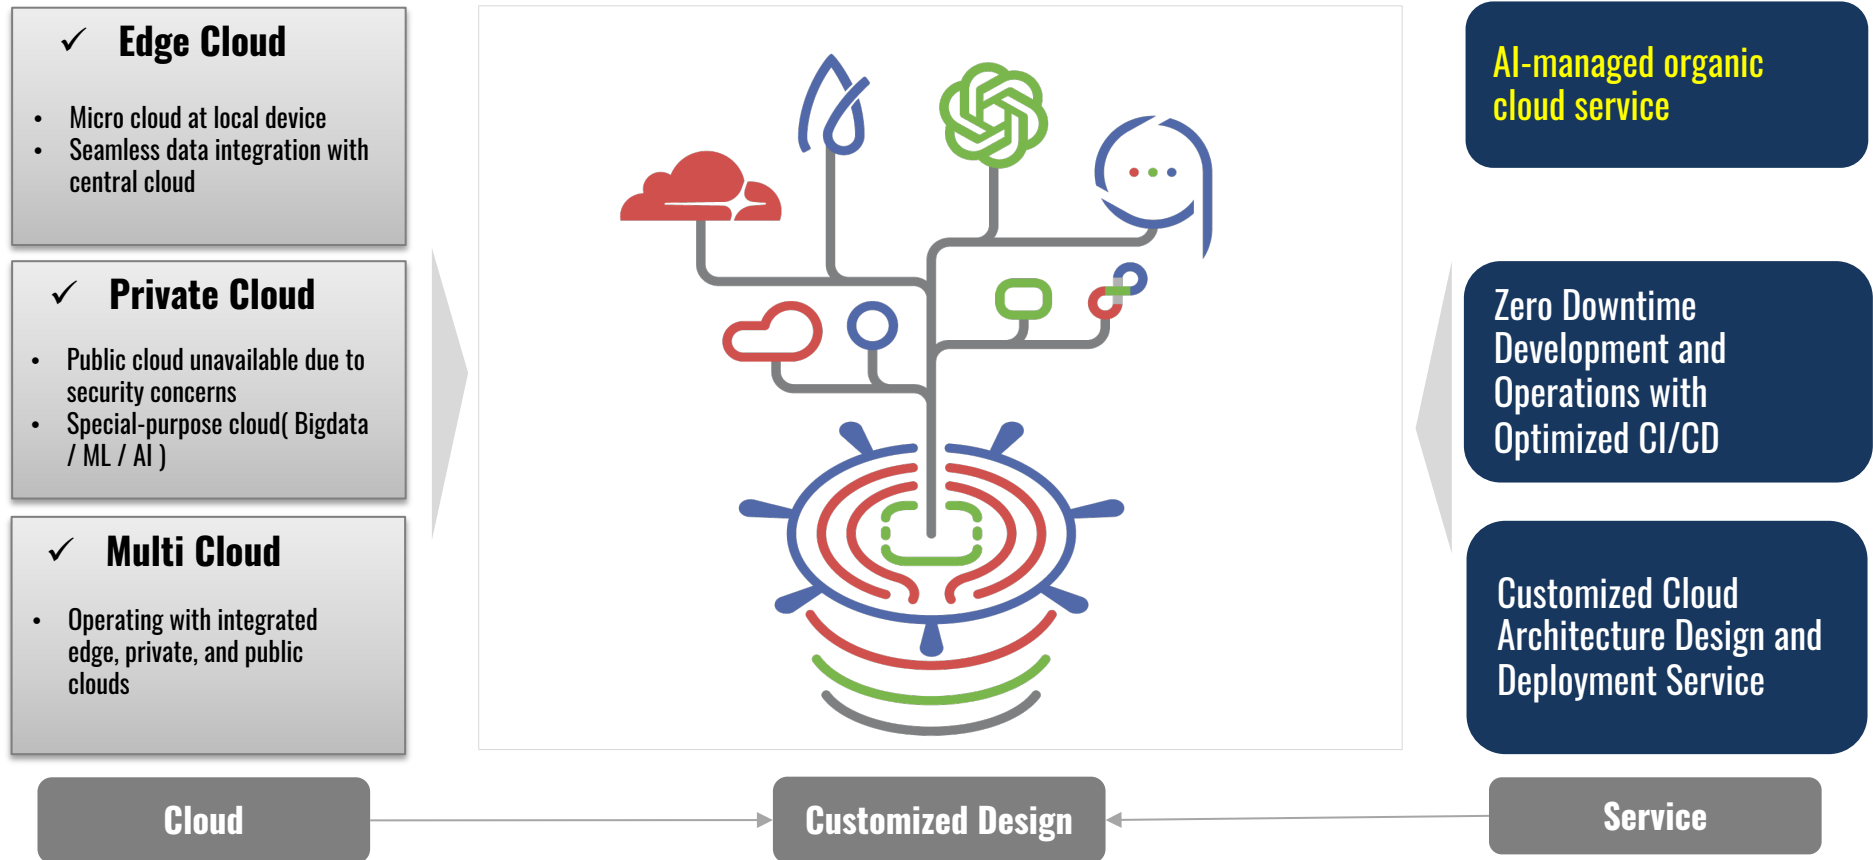 ✓ Edge Cloud
• Micro cloud at local device
• Seamless data integration with
central cloud
✓ Private Cloud
• Public cloud unavailable due to
security concerns
• Special-purpose cloud( Bigdata
/ ML / AI )
✓ Multi Cloud
• Operating with integrated
edge, private, and public
clouds
AI-managed organic
cloud service
Zero Downtime
Development and
Operations with
Optimized CI/CD
Customized Cloud
Architecture Design and
Deployment Service
Cloud
Customized Design
Service